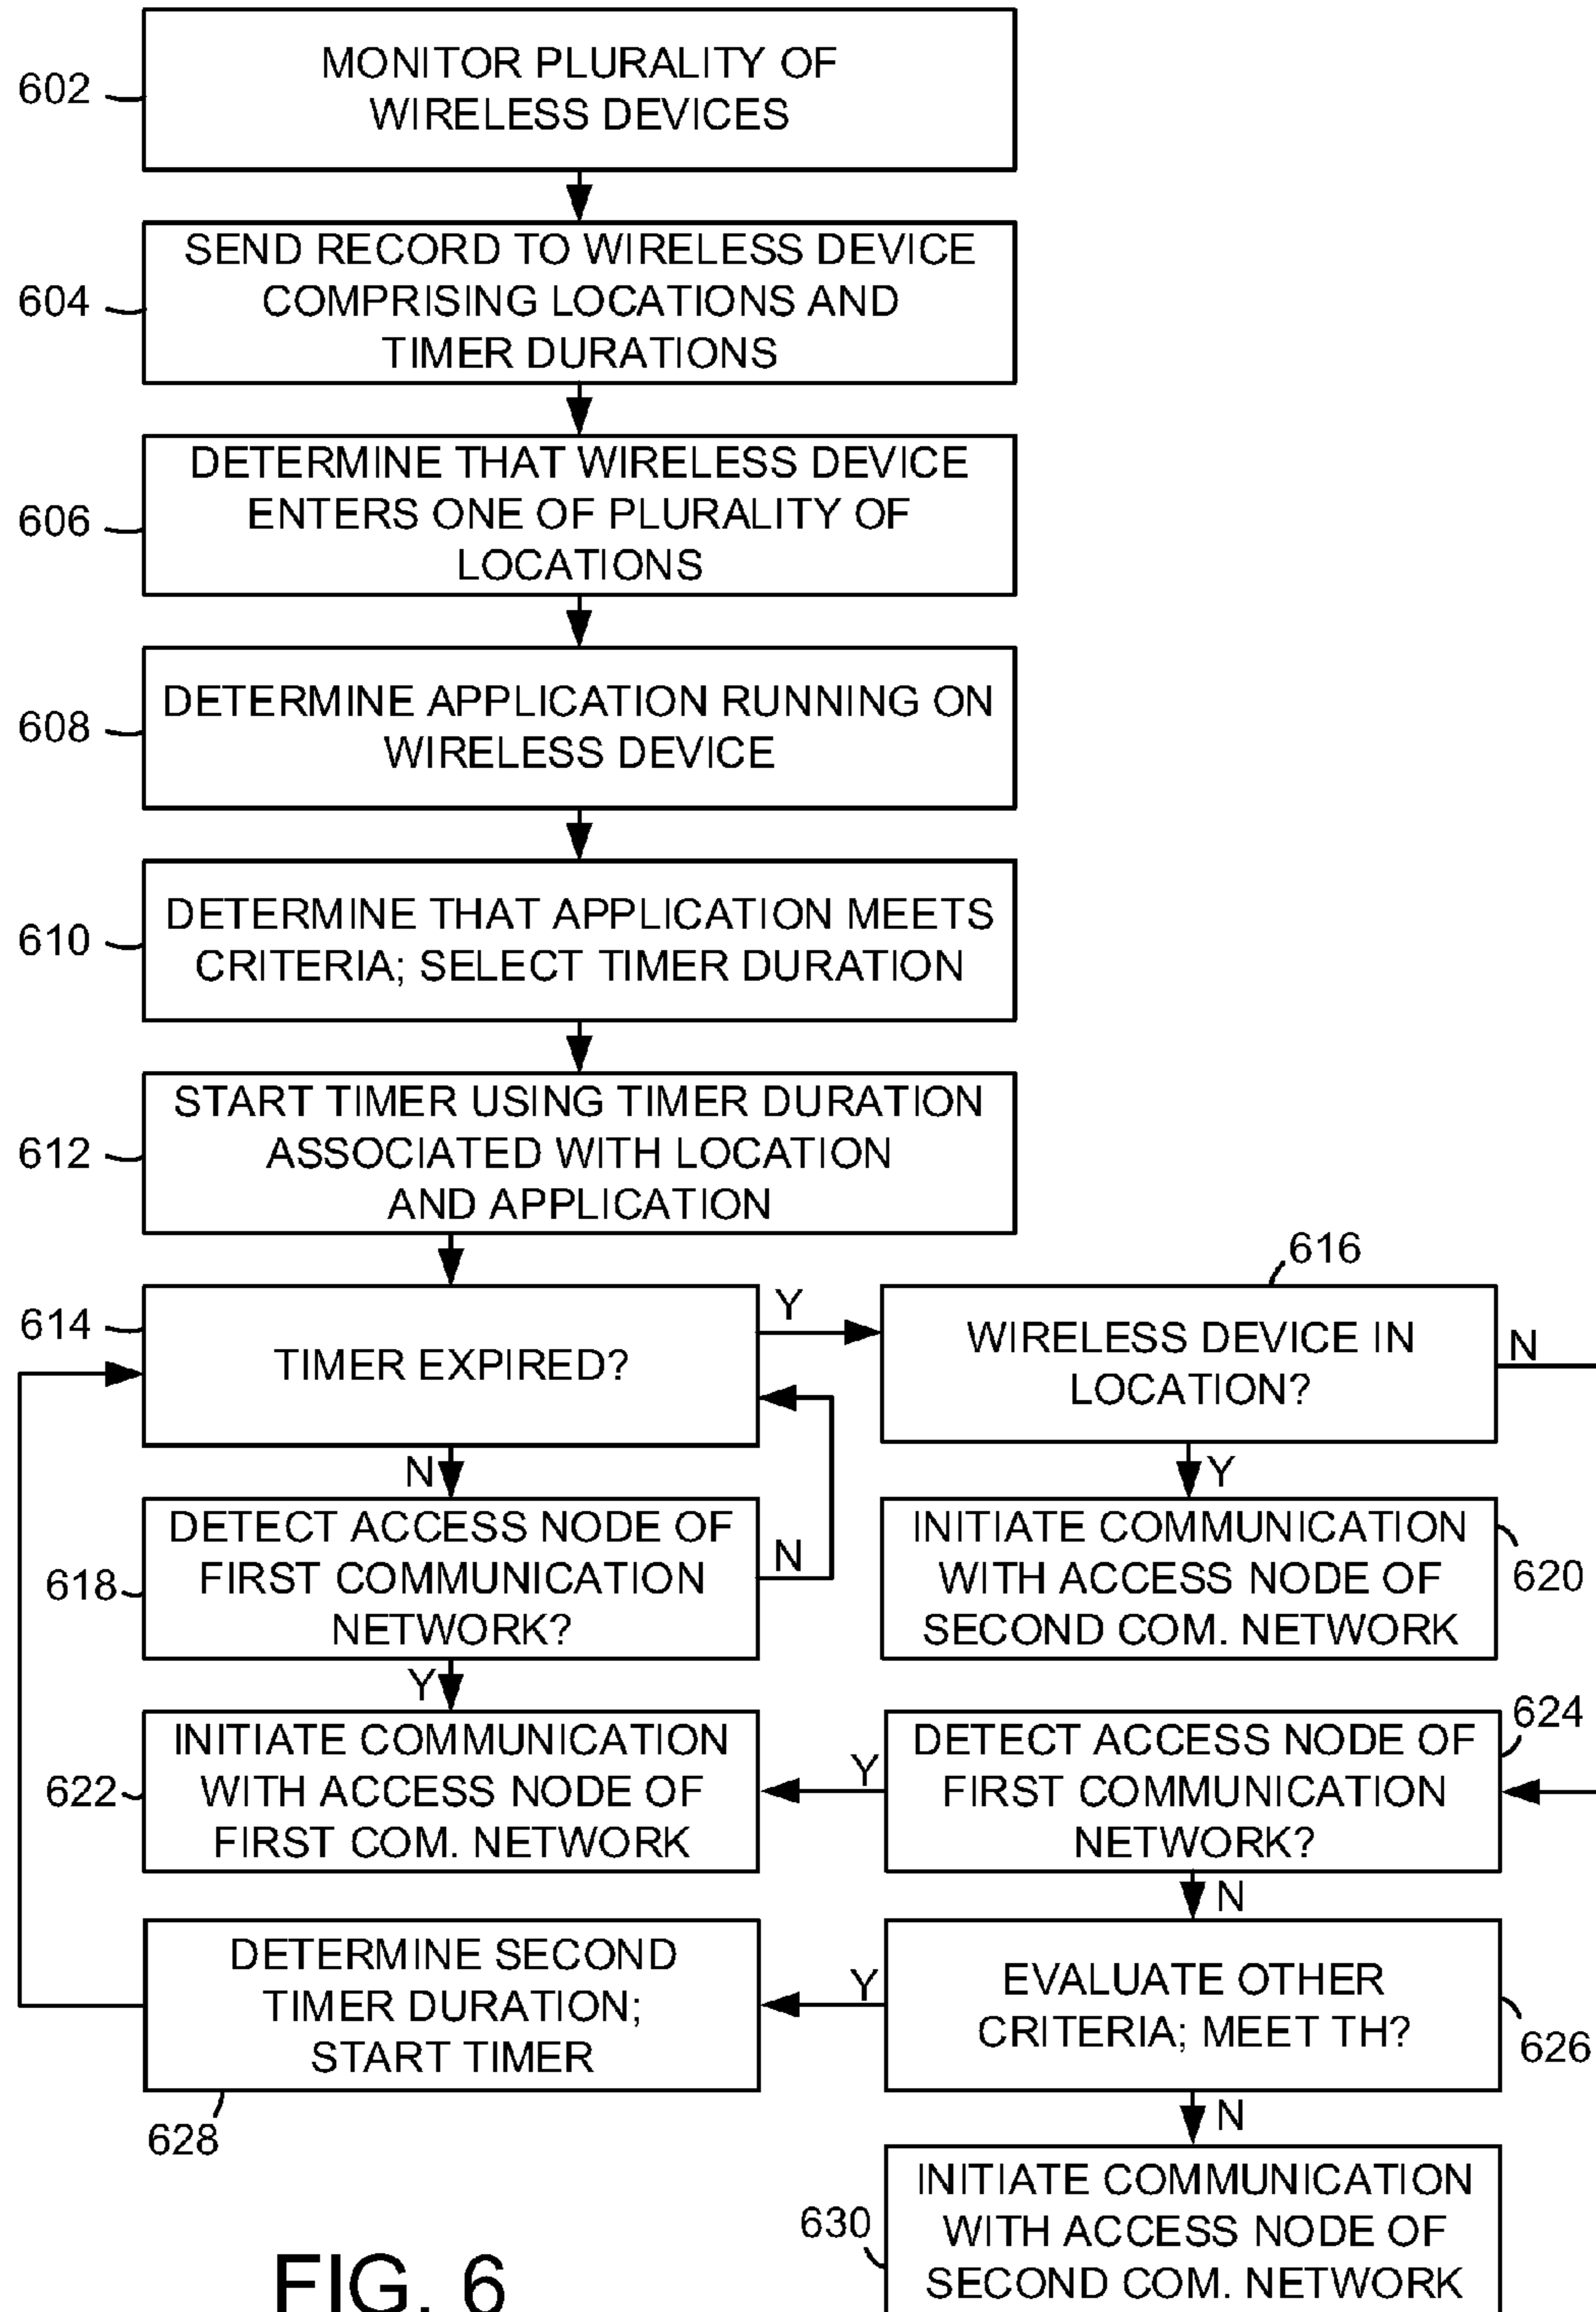 602
MONITOR PLURALITY OF
WIRELESS DEVICES
604
SEND RECORD TO WIRELESS DEVICE
COMPRISING LOCATIONS AND
TIMER DURATIONS
606
DETERMINE THAT WIRELESS DEVICE
ENTERS ONE OF PLURALITY OF
LOCATIONS
608
DETERMINE APPLICATION RUNNING ON
WIRELESS DEVICE
610
DETERMINE THAT APPLICATION MEETS
CRITERIA; SELECT TIMER DURATION
612
START TIMER USING TIMER DURATION
ASSOCIATED WITH LOCATION
AND APPLICATION
614
TIMER EXPIRED?
Y
N
616
WIRELESS DEVICE IN
LOCATION?
N
Y
618
DETECT ACCESS NODE OF
FIRST COMMUNICATION
NETWORK?
N
Y
INITIATE COMMUNICATION
WITH ACCESS NODE OF
SECOND COM. NETWORK
620
622
INITIATE COMMUNICATION
WITH ACCESS NODE OF
FIRST COM. NETWORK
Y
DETECT ACCESS NODE OF
FIRST COMMUNICATION
NETWORK?
624
N
DETERMINE SECOND
TIMER DURATION;
START TIMER
628
Y
EVALUATE OTHER
CRITERIA; MEET TH?
626
N
630
INITIATE COMMUNICATION
WITH ACCESS NODE OF
SECOND COM. NETWORK
FIG. 6